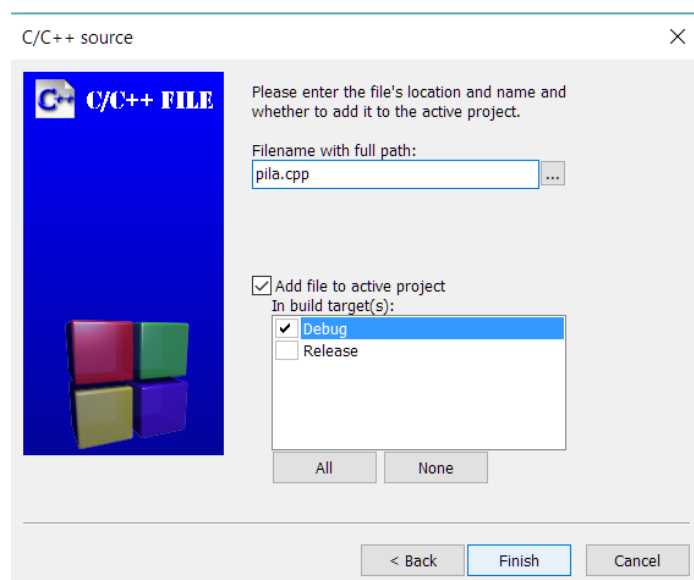 C/C++ source
C++ C/C++ FILE
Please enter the file's location and name and
whether to add it to the active project.
Filename with full path:
pila.cpp
...
Add file to active project
In build target(s):
Debug
Release
All None
< Back Finish Cancel